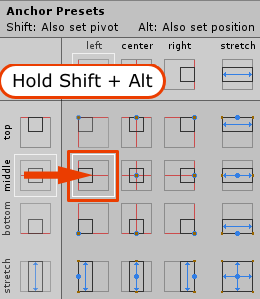 Anchor Presets
Shift: Also set pivot Alt: Also set position
left center right stretch
Hold Shift + Alt
top
middle
bottom
stretch